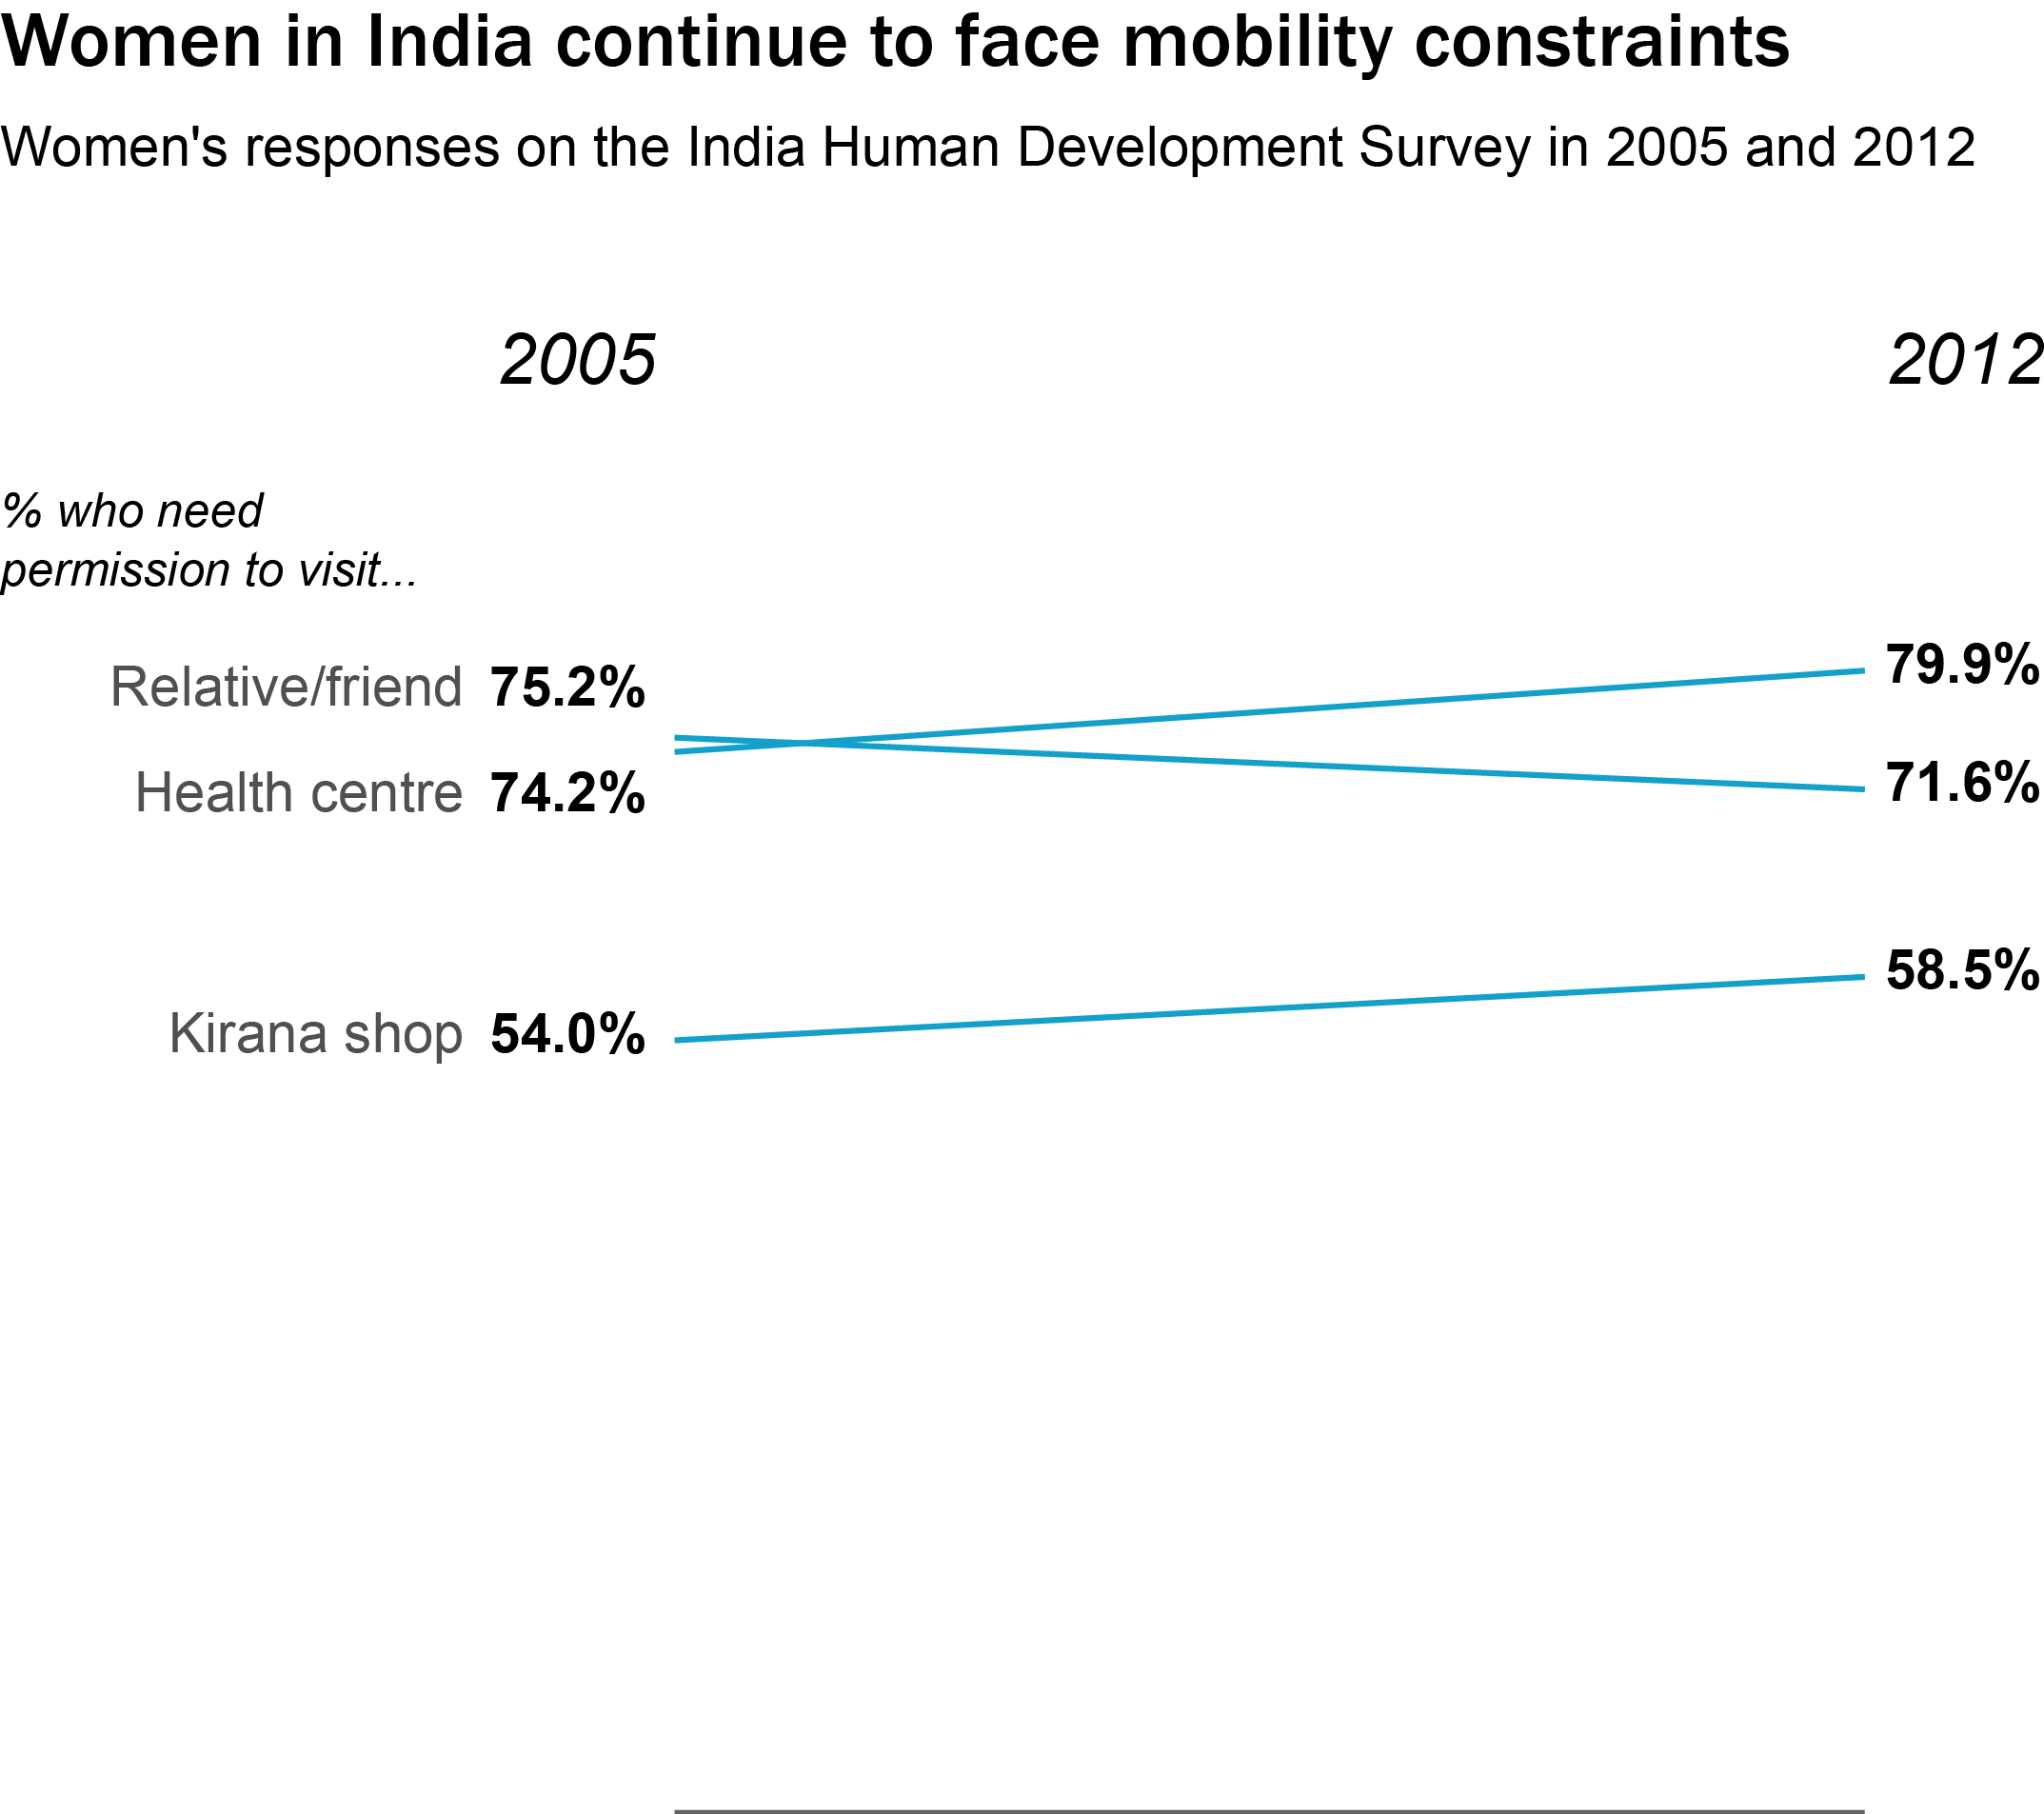 Women in India continue to face mobility constraints
Women's responses on the India Human Development Survey in 2005 and 2012
2005 2012
% who need
permission to visit...
Relative/friend 75.2% 79.9%
Health centre 74.2% 71.6%
Kirana shop 54.0% 58.5%